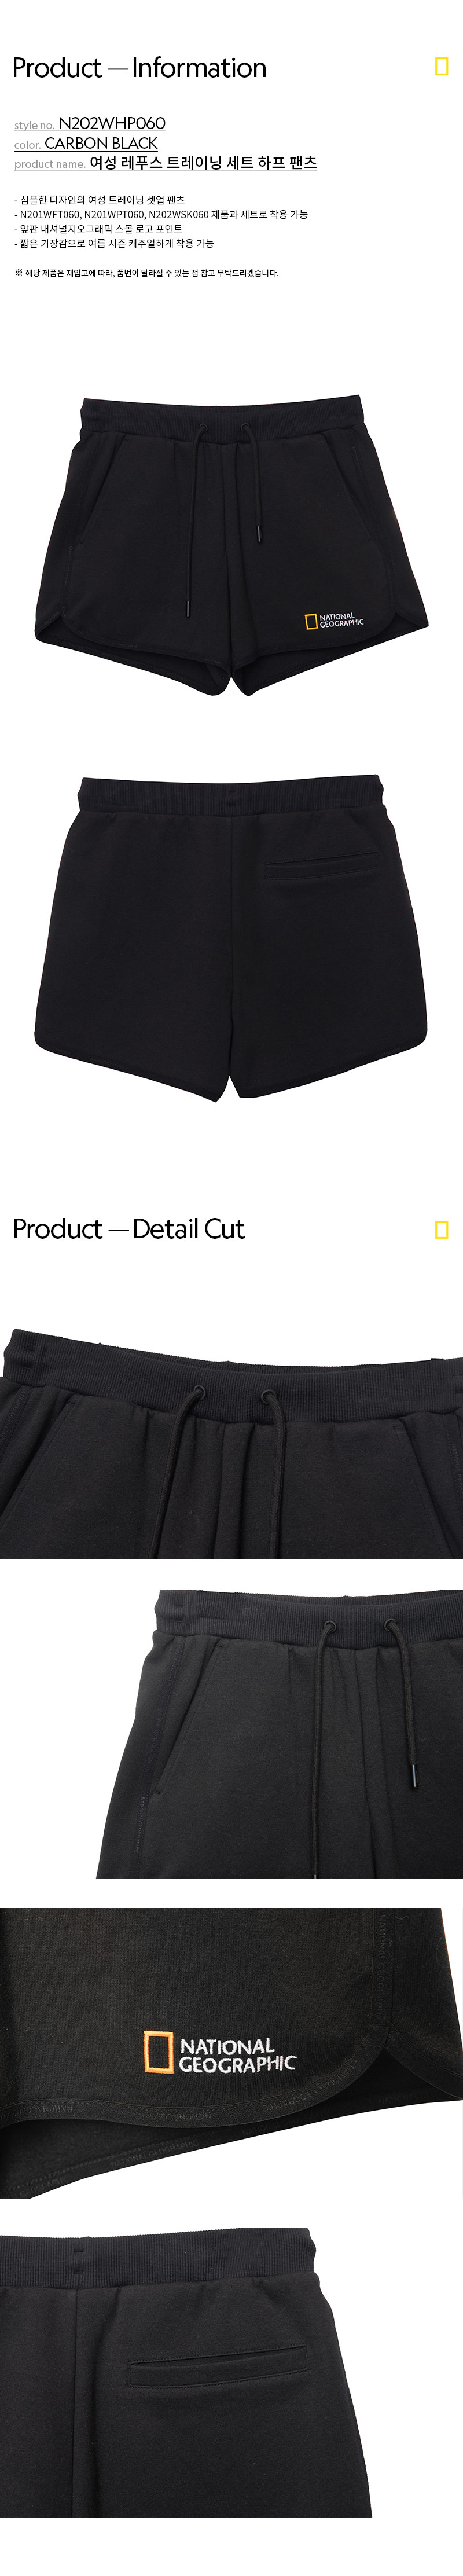 Product — Information
style no. N202WHP060
color. CARBON BLACK
product name. 여성 레푸스 트레이닝 세트 하프 팬츠
- 심플한 디자인의 여성 트레이닝 셋업 팬츠
- N201WFT060, N201WPT060, N202WSK060 제품과 세트로 착용 가능
- 앞판 내셔널지오그래픽 스몰 로고 포인트
- 짧은 기장감으로 여름 시즌 캐주얼하게 착용 가능
※ 해당 제품은 재입고에 따라, 품번이 달라질 수 있는 점 참고 부탁드리겠습니다.
NATIONAL
GEOGRAPHIC
Product — Detail Cut
NATIONAL
GEOGRAPHIC